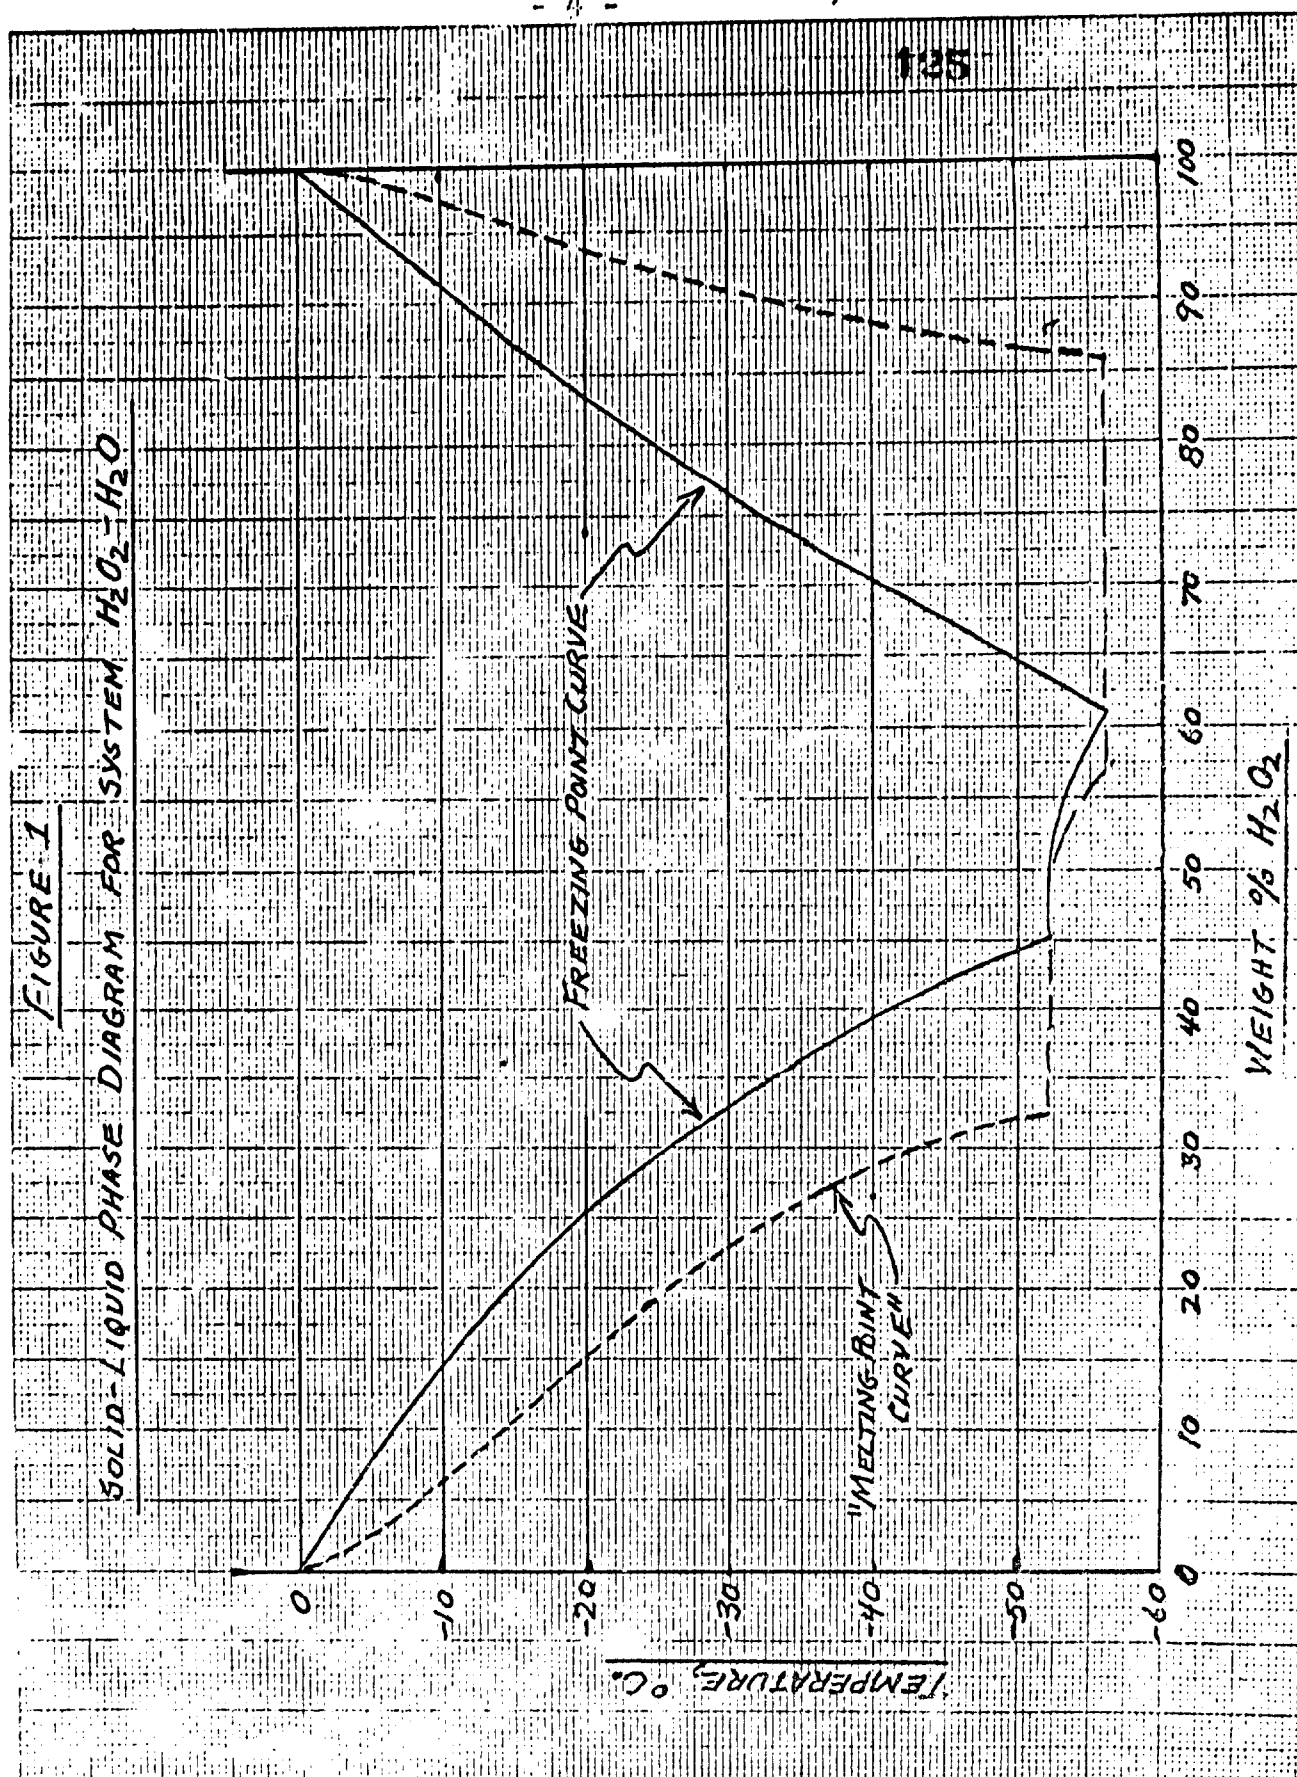 - 4 -
FIGURE 1
SOLID-LIQUID PHASE DIAGRAM FOR SYSTEM H₂O₂-H₂O
FREEZING POINT CURVE
"MELTING POINT
CURVE"
TEMPERATURE, °C.
0
-10
-20
-30
-40
-50
-60
0 10 20 30 40 50 60 70 80 90 100
WEIGHT % H₂O₂